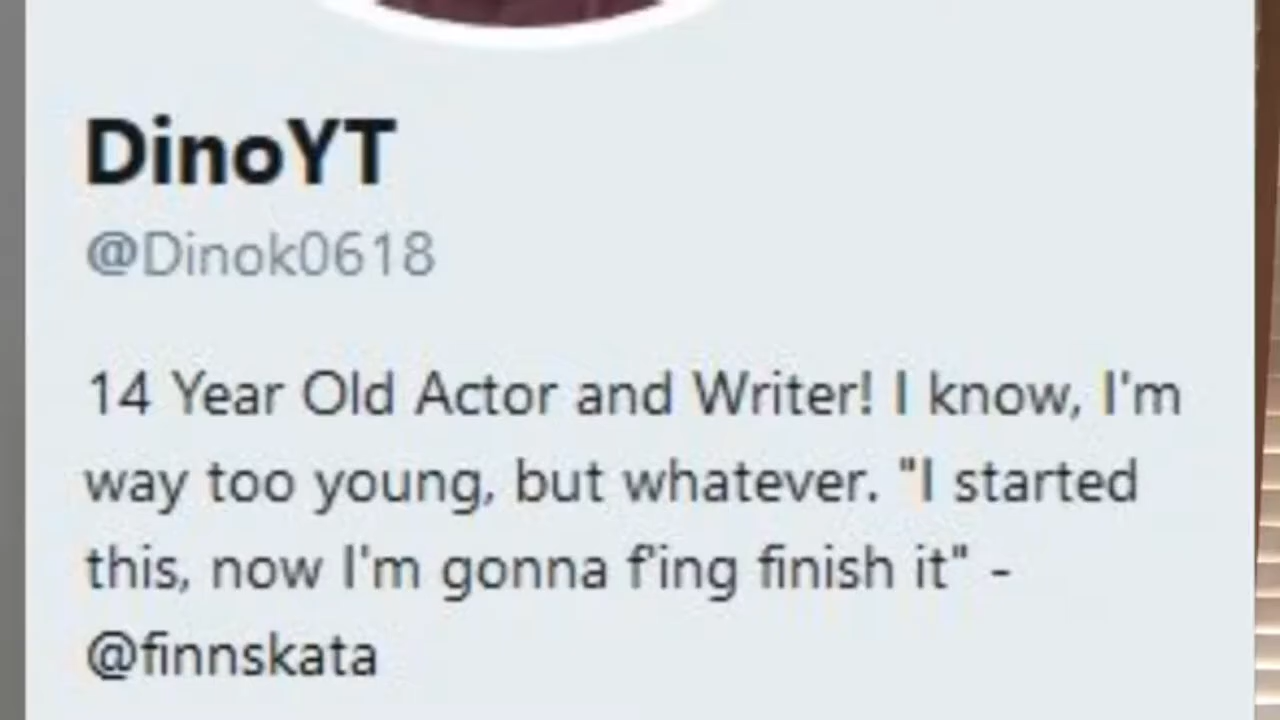 DinoYT
@Dinok0618
14 Year Old Actor and Writer! I know, I'm
way too young, but whatever. "I started
this, now I'm gonna f'ing finish it" -
@finnskata